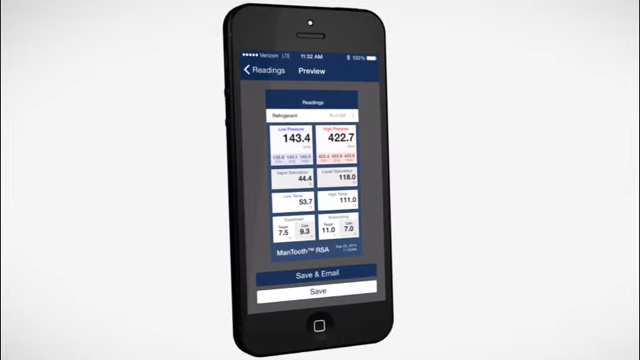 Verizon LTE 11:32 AM 100%
Readings Preview
Readings
Refrigerant R-410A
Low Pressure High Pressure
143.4 422.7
Vapor Saturation Liquid Saturation
44.4 118.0
Low Temp High Temp
53.7 111.0
Superheat Subcooling
Target Calc Target Calc
7.5 9.3 11.0 7.0
ManTooth™ RSA
Save & Email
Save